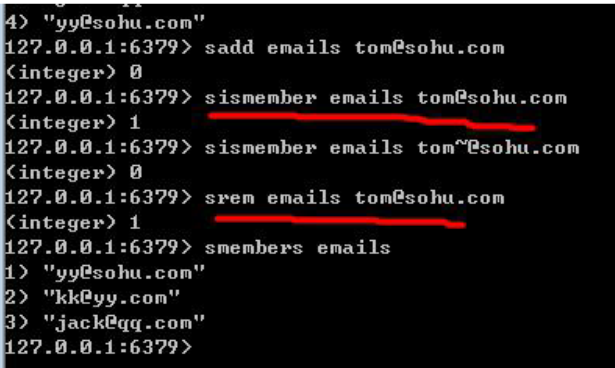 4) "yy@sohu.com"
127.0.0.1:6379> sadd emails tom@sohu.com
(integer) 0
127.0.0.1:6379> sismember emails tom@sohu.com
(integer) 1
127.0.0.1:6379> sismember emails tom~@sohu.com
(integer) 0
127.0.0.1:6379> srem emails tom@sohu.com
(integer) 1
127.0.0.1:6379> smembers emails
1) "yy@sohu.com"
2) "kk@yy.com"
3) "jack@qq.com"
127.0.0.1:6379>